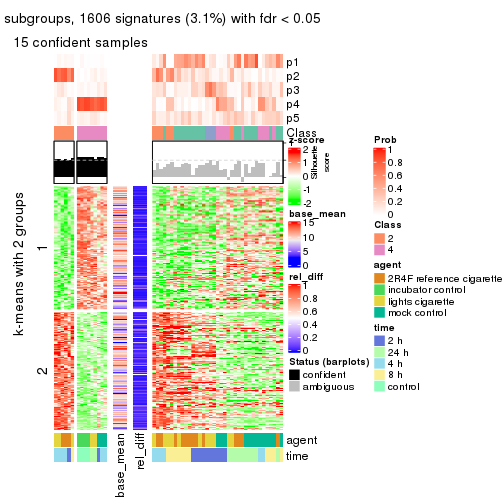 subgroups, 1606 signatures (3.1%) with fdr < 0.05
15 confident samples
p1
p2
p3
p4
p5
Class
1
Silhouette
score
k-means with 2 groups
1
2
base_mean
rel_diff
agent
time
z-score
2
1
0
-1
-2
base_mean
15
10
5
0
rel_diff
1
0.8
0.6
0.4
0.2
0
Status (barplots)
confident
ambiguous
Prob
1
0.8
0.6
0.4
0.2
0
Class
2
4
agent
2R4F reference cigarette
incubator control
lights cigarette
mock control
time
2 h
24 h
4 h
8 h
control